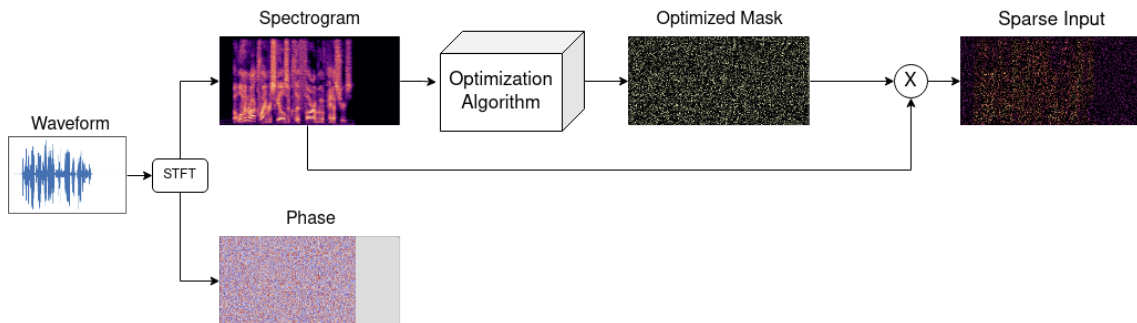 Spectrogram
Optimized Mask
Sparse Input
Optimization
Algorithm
X
Waveform
STFT
Phase